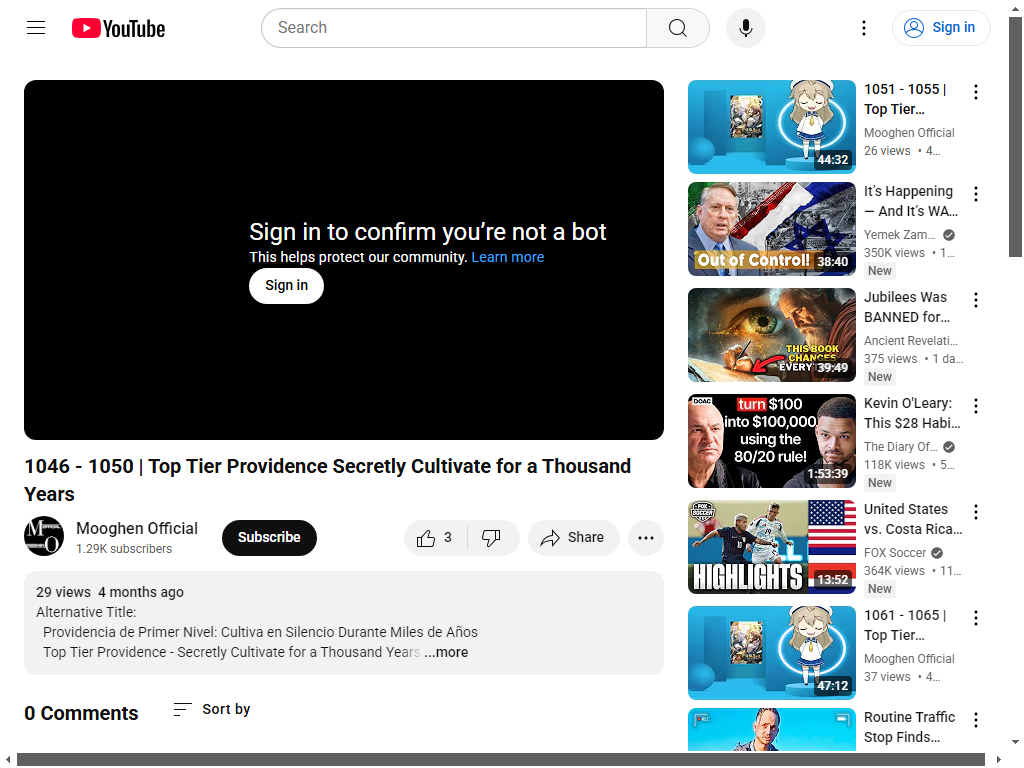 YouTube
Search
Sign in
Sign in to confirm you're not a bot
This helps protect our community. Learn more
Sign in
1046 - 1050 | Top Tier Providence Secretly Cultivate for a Thousand
Years
Mooghen Official
1.29K subscribers
Subscribe
3
Share
29 views 4 months ago
Alternative Title:
Providencia de Primer Nivel: Cultiva en Silencio Durante Miles de Años
Top Tier Providence - Secretly Cultivate for a Thousand Years ...more
0 Comments
Sort by
44:32
1051 - 1055 |
Top Tier...
Mooghen Official
26 views • 4...
Out of Control!
38:40
It's Happening
— And It's WA...
Yemek Zam...
350K views • 1...
New
THIS BOOK
CHANGES
EVERY
39:49
Jubilees Was
BANNED for...
Ancient Revelati...
375 views • 1 da...
New
DOAC
turn $100
into $100,000
using the
80/20 rule!
1:53:39
Kevin O'Leary:
This $28 Habi...
The Diary Of...
118K views • 5...
New
FOX
SOCCER
HIGHLIGHTS
13:52
United States
vs. Costa Rica...
FOX Soccer
364K views • 11...
New
47:12
1061 - 1065 |
Top Tier...
Mooghen Official
37 views • 4...
REC
Routine Traffic
Stop Finds...